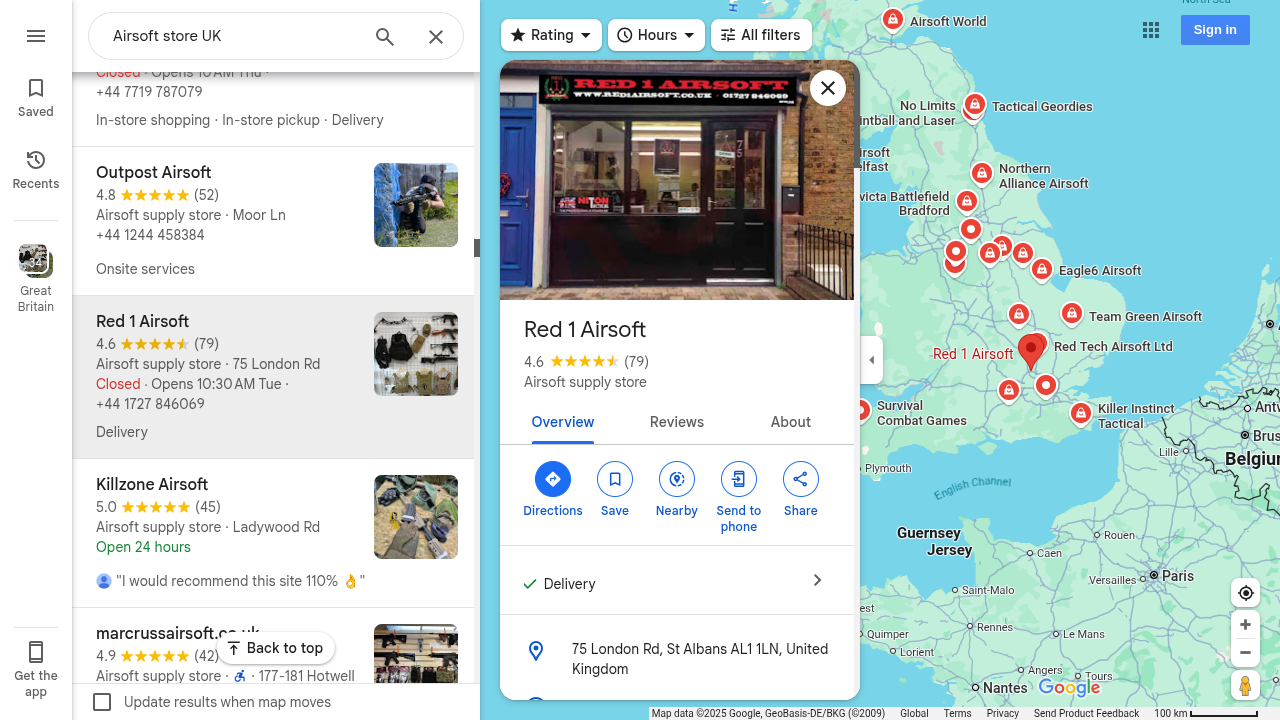 Airsoft store UK
Saved
Recents
34
Great
Britain
Get the
app
Closed · Opens 10 AM Thu ·
+44 7719 787079
In-store shopping · In-store pickup · Delivery
Outpost Airsoft
4.8 (52)
Airsoft supply store · Moor Ln
+44 1244 458384
Onsite services
Red 1 Airsoft
4.6 (79)
Airsoft supply store · 75 London Rd
Closed · Opens 10:30 AM Tue ·
+44 1727 846069
Delivery
Killzone Airsoft
5.0 (45)
Airsoft supply store · Ladywood Rd
Open 24 hours
"I would recommend this site 110% 👌"
marcrussairsoft.co.uk
4.9 (42)
Airsoft supply store · 177-181 Hotwell
Back to top
Update results when map moves
Rating
Hours
All filters
RED 1 AIRSOFT
WWW.RED1AIRSOFT.CO.UK · 01727 846069
Red 1 Airsoft
4.6 (79)
Airsoft supply store
Overview
Reviews
About
Directions
Save
Nearby
Send to
phone
Share
Delivery
75 London Rd, St Albans AL1 1LN, United
Kingdom
Sign in
North Sea
Airsoft World
No Limits
intball and Laser
Tactical Geordies
irsoft
elfast
Northern
Alliance Airsoft
victa Battlefield
Bradford
Eagle6 Airsoft
Team Green Airsoft
Red 1 Airsoft
Red Tech Airsoft Ltd
Survival
Combat Games
Killer Instinct
Tactical
Antw
Brus
Lille
Belgium
Plymouth
English Channel
Guernsey
Jersey
Rouen
Caen
Versailles
Paris
Saint-Malo
est
Quimper
Rennes
Le Mans
Lorient
Angers
Tours
Nantes
Google
Map data ©2025 Google, GeoBasis-DE/BKG (©2009)
Global
Terms
Privacy
Send Product Feedback
100 km